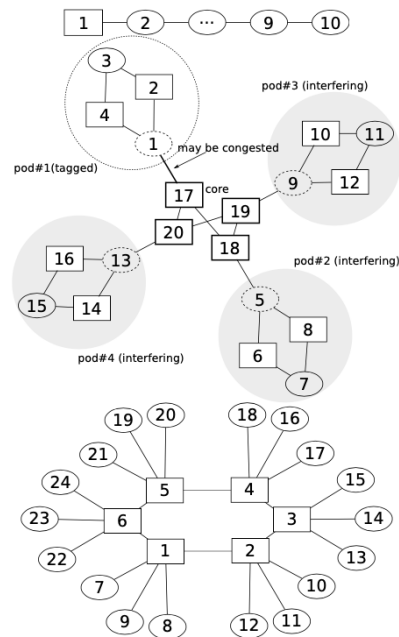 1 2 ... 9 10
3
2
4
1
pod#1(tagged)
may be congested
pod#3 (interfering)
10 11
9 12
17 core
19
20
18
16 13
15 14
pod#4 (interfering)
pod#2 (interfering)
5
8
6
7
20 18
19 16
21 17
5 4
24 15
23 6 3 14
22 13
1 2
7 10
9 8 12 11